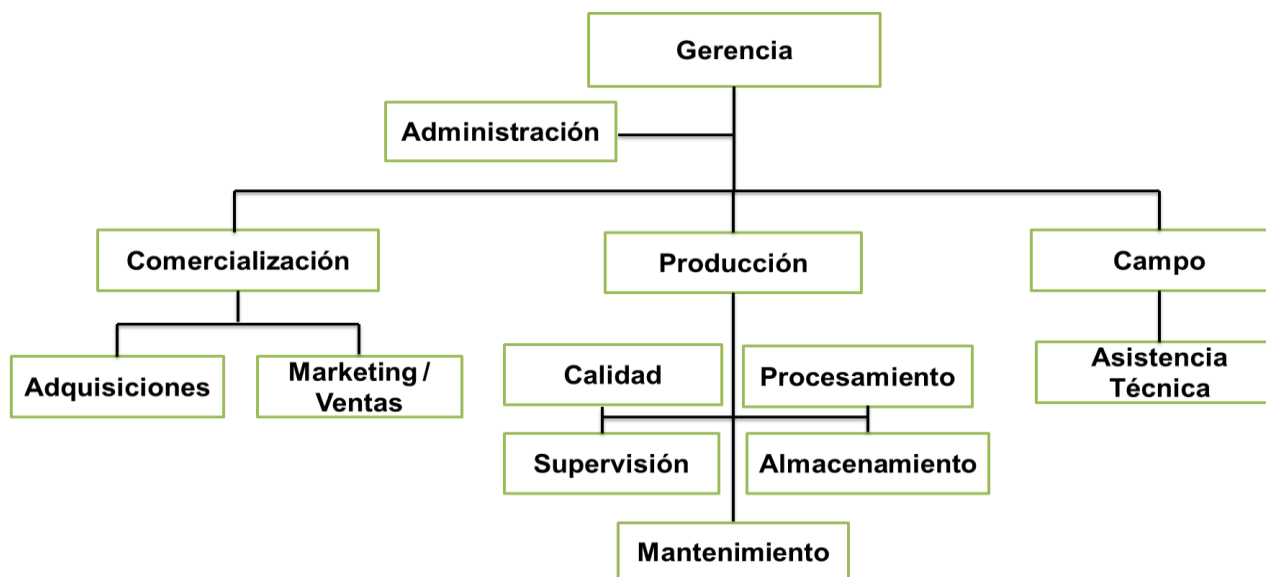 Gerencia
Administración
Comercialización
Producción
Campo
Adquisiciones
Marketing /
Ventas
Calidad
Procesamiento
Asistencia
Técnica
Supervisión
Almacenamiento
Mantenimiento